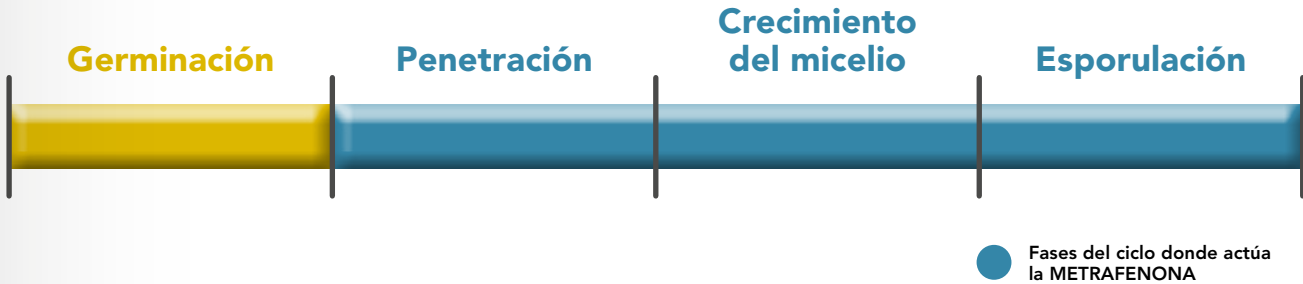 Germinación
Penetración
Crecimiento
del micelio
Esporulación
Fases del ciclo donde actúa
la METRAFENONA